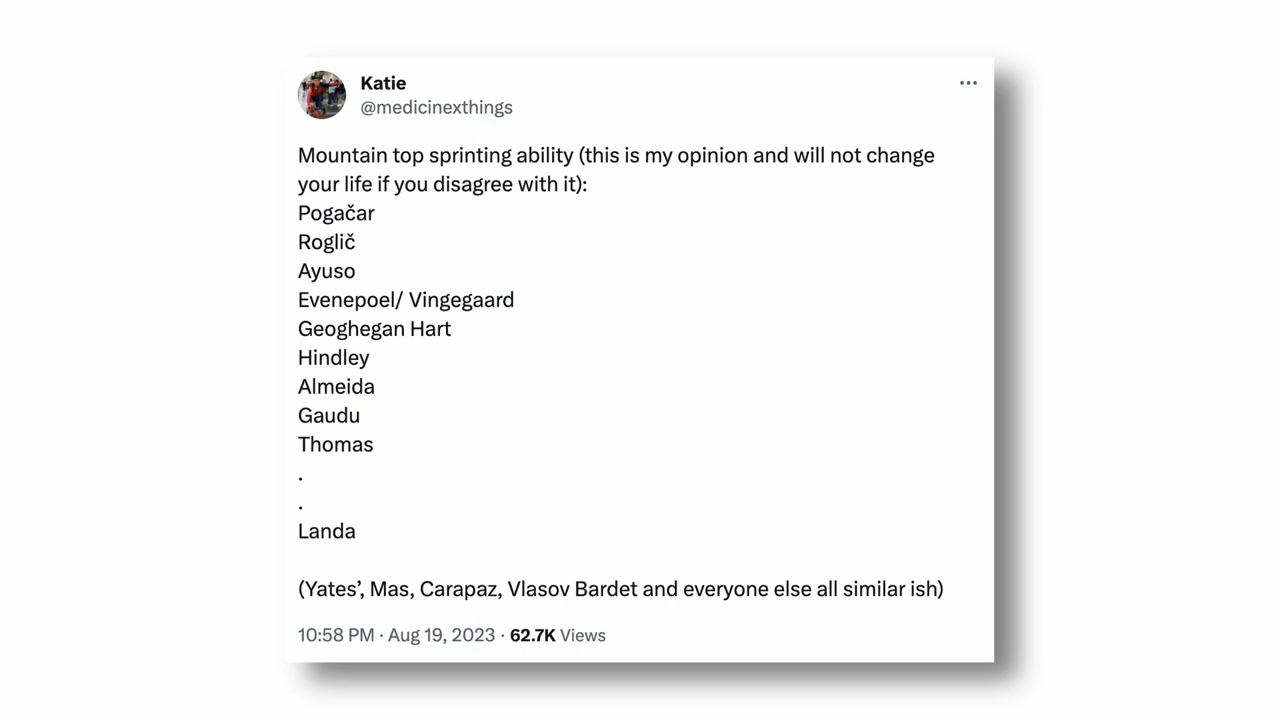 Katie
@medicinexthings
Mountain top sprinting ability (this is my opinion and will not change
your life if you disagree with it):
Pogačar
Roglič
Ayuso
Evenepoel/ Vingegaard
Geoghegan Hart
Hindley
Almeida
Gaudu
Thomas
.
.
Landa
(Yates’, Mas, Carapaz, Vlasov Bardet and everyone else all similar ish)
10:58 PM · Aug 19, 2023 · 62.7K Views